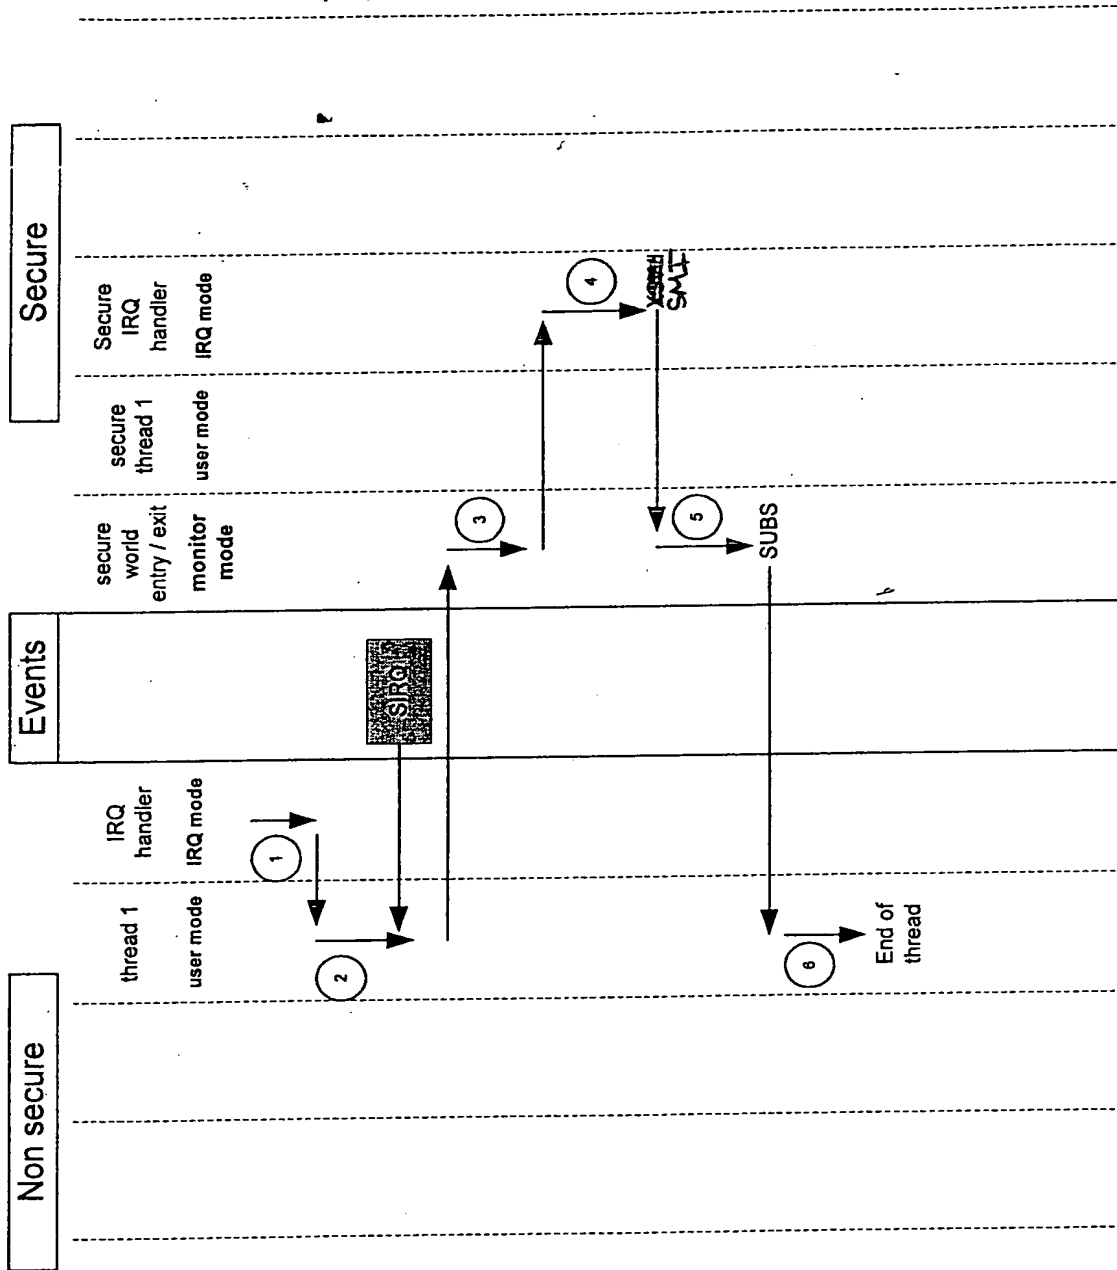 Non secure
Events
Secure
thread 1
user mode
IRQ
handler
IRQ mode
secure
world
entry / exit
monitor
mode
secure
thread 1
user mode
Secure
IRQ
handler
IRQ mode
1
2
SIRQ
3
4
SMI
5
SUBS
6
End of
thread